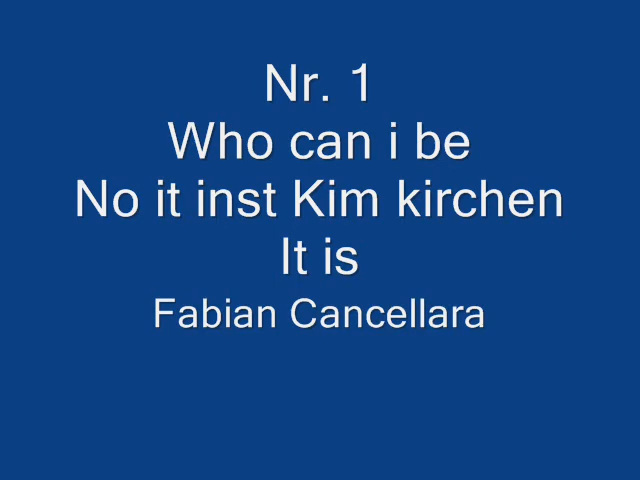 Nr. 1
Who can i be
No it inst Kim kirchen
It is
Fabian Cancellara